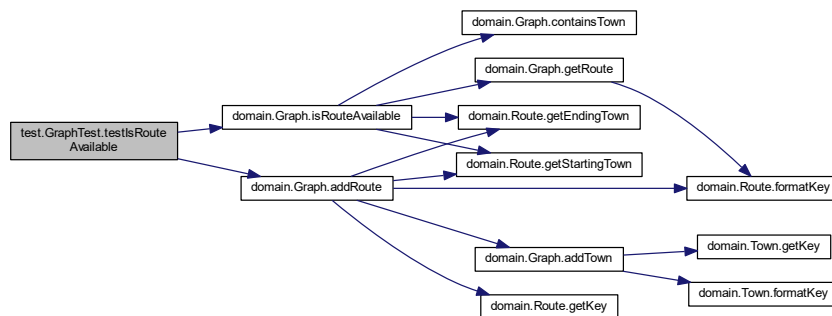 domain.Graph.containsTown
domain.Graph.getRoute
domain.Graph.isRouteAvailable
domain.Route.getEndingTown
test.GraphTest.testIsRoute
Available
domain.Route.getStartingTown
domain.Graph.addRoute
domain.Route.formatKey
domain.Town.getKey
domain.Graph.addTown
domain.Town.formatKey
domain.Route.getKey